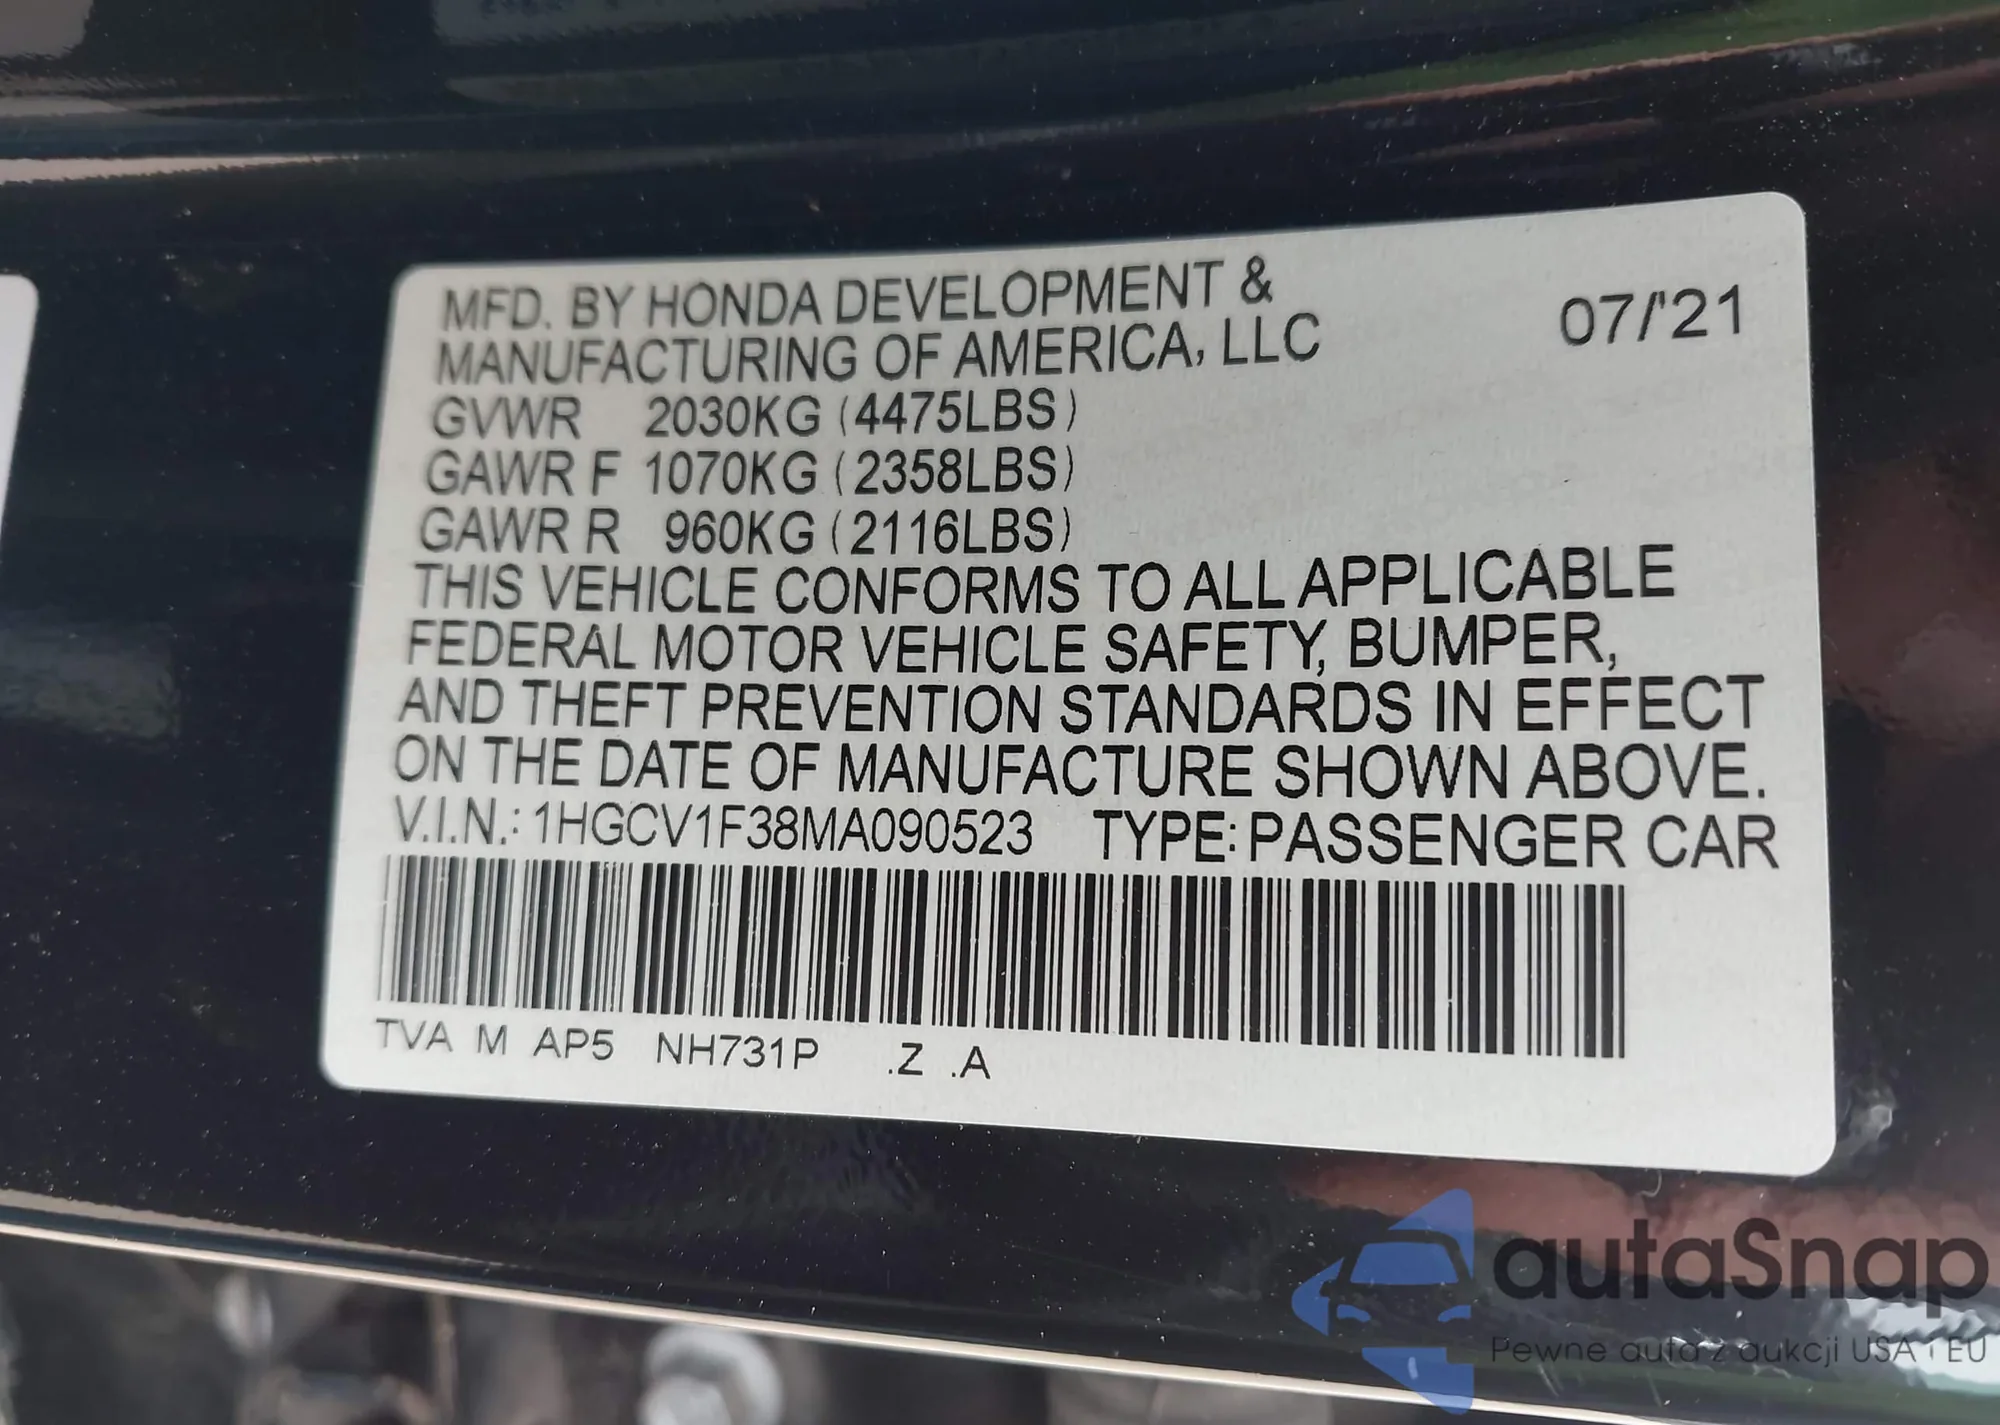 MFD. BY HONDA DEVELOPMENT &
MANUFACTURING OF AMERICA, LLC
07/'21
GVWR 2030KG (4475LBS)
GAWR F 1070KG (2358LBS)
GAWR R 960KG (2116LBS)
THIS VEHICLE CONFORMS TO ALL APPLICABLE
FEDERAL MOTOR VEHICLE SAFETY, BUMPER,
AND THEFT PREVENTION STANDARDS IN EFFECT
ON THE DATE OF MANUFACTURE SHOWN ABOVE.
V.I.N.: 1HGCV1F38MA090523 TYPE: PASSENGER CAR
TVA M AP5 NH731P .Z .A
autaSnap
Pewne auta z aukcji USA i EU